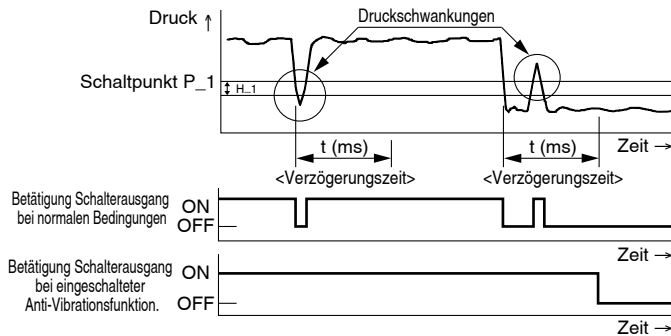 Druck ↑
Druckschwankungen
Schaltpunkt P_1
H_1
t (ms)
t (ms)
Zeit →
<Verzögerungszeit>
<Verzögerungszeit>
Betätigung Schalterausgang
bei normalen Bedingungen
ON
OFF
Zeit →
Betätigung Schalterausgang
bei eingeschalteter
Anti-Vibrationsfunktion.
ON
OFF
Zeit →